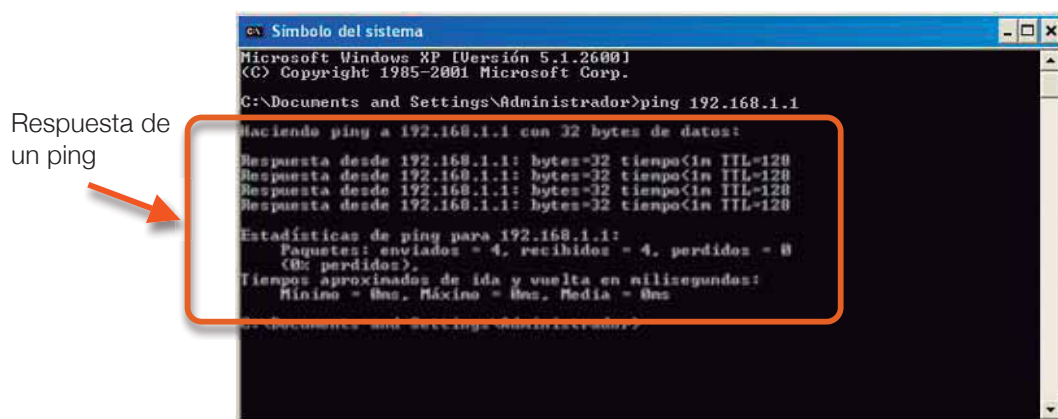 Símbolo del sistema
Microsoft Windows XP [Versión 5.1.2600]
(C) Copyright 1985-2001 Microsoft Corp.
C:\Documents and Settings\Administrador>ping 192.168.1.1
Respuesta de
un ping
Haciendo ping a 192.168.1.1 con 32 bytes de datos:
Respuesta desde 192.168.1.1: bytes=32 tiempo<1m TTL=128
Respuesta desde 192.168.1.1: bytes=32 tiempo<1m TTL=128
Respuesta desde 192.168.1.1: bytes=32 tiempo<1m TTL=128
Respuesta desde 192.168.1.1: bytes=32 tiempo<1m TTL=128
Estadísticas de ping para 192.168.1.1:
Paquetes: enviados = 4, recibidos = 4, perdidos = 0
(0% perdidos),
Tiempos aproximados de ida y vuelta en milisegundos:
Mínimo = 0ms, Máximo = 0ms, Media = 0ms
C:\Documents and Settings\Administrador>